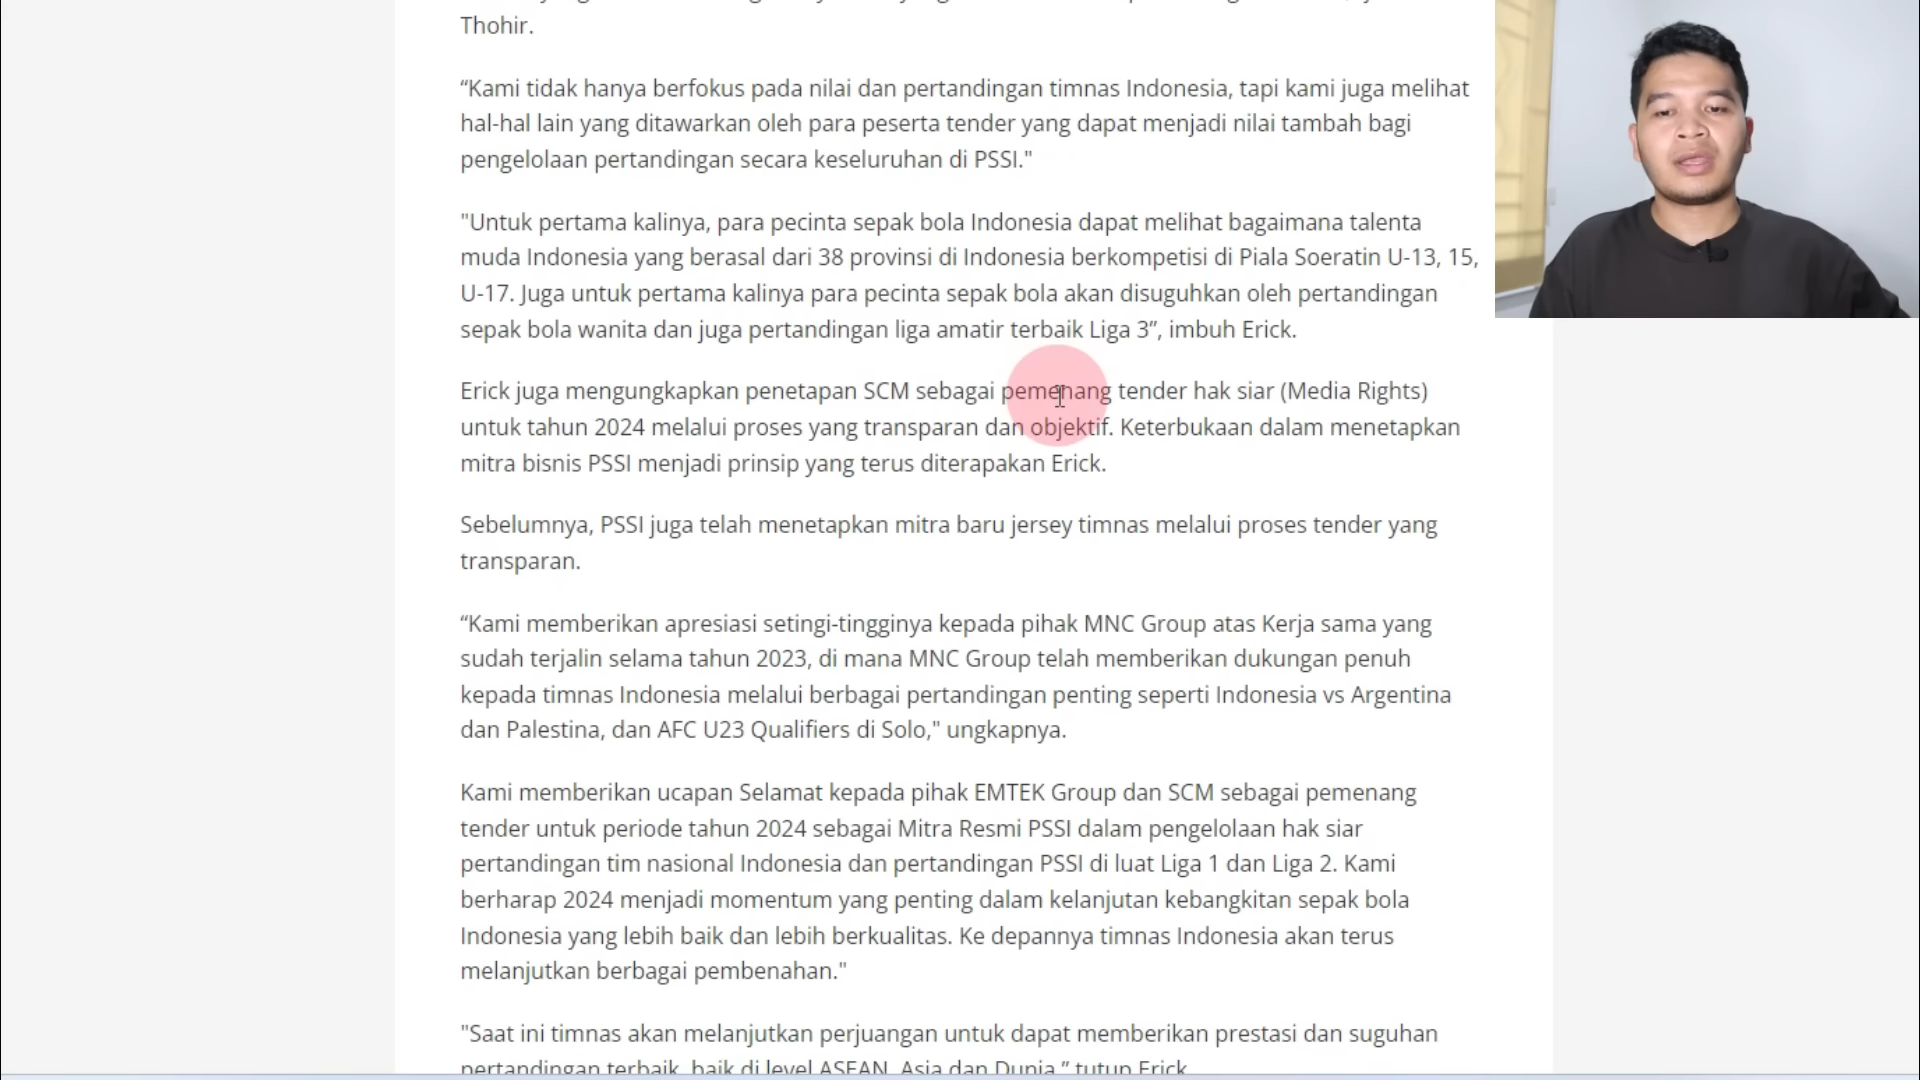 Thohir.
“Kami tidak hanya berfokus pada nilai dan pertandingan timnas Indonesia, tapi kami juga melihat
hal-hal lain yang ditawarkan oleh para peserta tender yang dapat menjadi nilai tambah bagi
pengelolaan pertandingan secara keseluruhan di PSSI."
"Untuk pertama kalinya, para pecinta sepak bola Indonesia dapat melihat bagaimana talenta
muda Indonesia yang berasal dari 38 provinsi di Indonesia berkompetisi di Piala Soeratin U-13, 15,
U-17. Juga untuk pertama kalinya para pecinta sepak bola akan disuguhkan oleh pertandingan
sepak bola wanita dan juga pertandingan liga amatir terbaik Liga 3”, imbuh Erick.
Erick juga mengungkapkan penetapan SCM sebagai pemenang tender hak siar (Media Rights)
untuk tahun 2024 melalui proses yang transparan dan objektif. Keterbukaan dalam menetapkan
mitra bisnis PSSI menjadi prinsip yang terus diterapakan Erick.
Sebelumnya, PSSI juga telah menetapkan mitra baru jersey timnas melalui proses tender yang
transparan.
“Kami memberikan apresiasi setingi-tingginya kepada pihak MNC Group atas Kerja sama yang
sudah terjalin selama tahun 2023, di mana MNC Group telah memberikan dukungan penuh
kepada timnas Indonesia melalui berbagai pertandingan penting seperti Indonesia vs Argentina
dan Palestina, dan AFC U23 Qualifiers di Solo," ungkapnya.
Kami memberikan ucapan Selamat kepada pihak EMTEK Group dan SCM sebagai pemenang
tender untuk periode tahun 2024 sebagai Mitra Resmi PSSI dalam pengelolaan hak siar
pertandingan tim nasional Indonesia dan pertandingan PSSI di luat Liga 1 dan Liga 2. Kami
berharap 2024 menjadi momentum yang penting dalam kelanjutan kebangkitan sepak bola
Indonesia yang lebih baik dan lebih berkualitas. Ke depannya timnas Indonesia akan terus
melanjutkan berbagai pembenahan."
"Saat ini timnas akan melanjutkan perjuangan untuk dapat memberikan prestasi dan suguhan
pertandingan terbaik, baik di level ASEAN, Asia dan Dunia,” tutup Erick